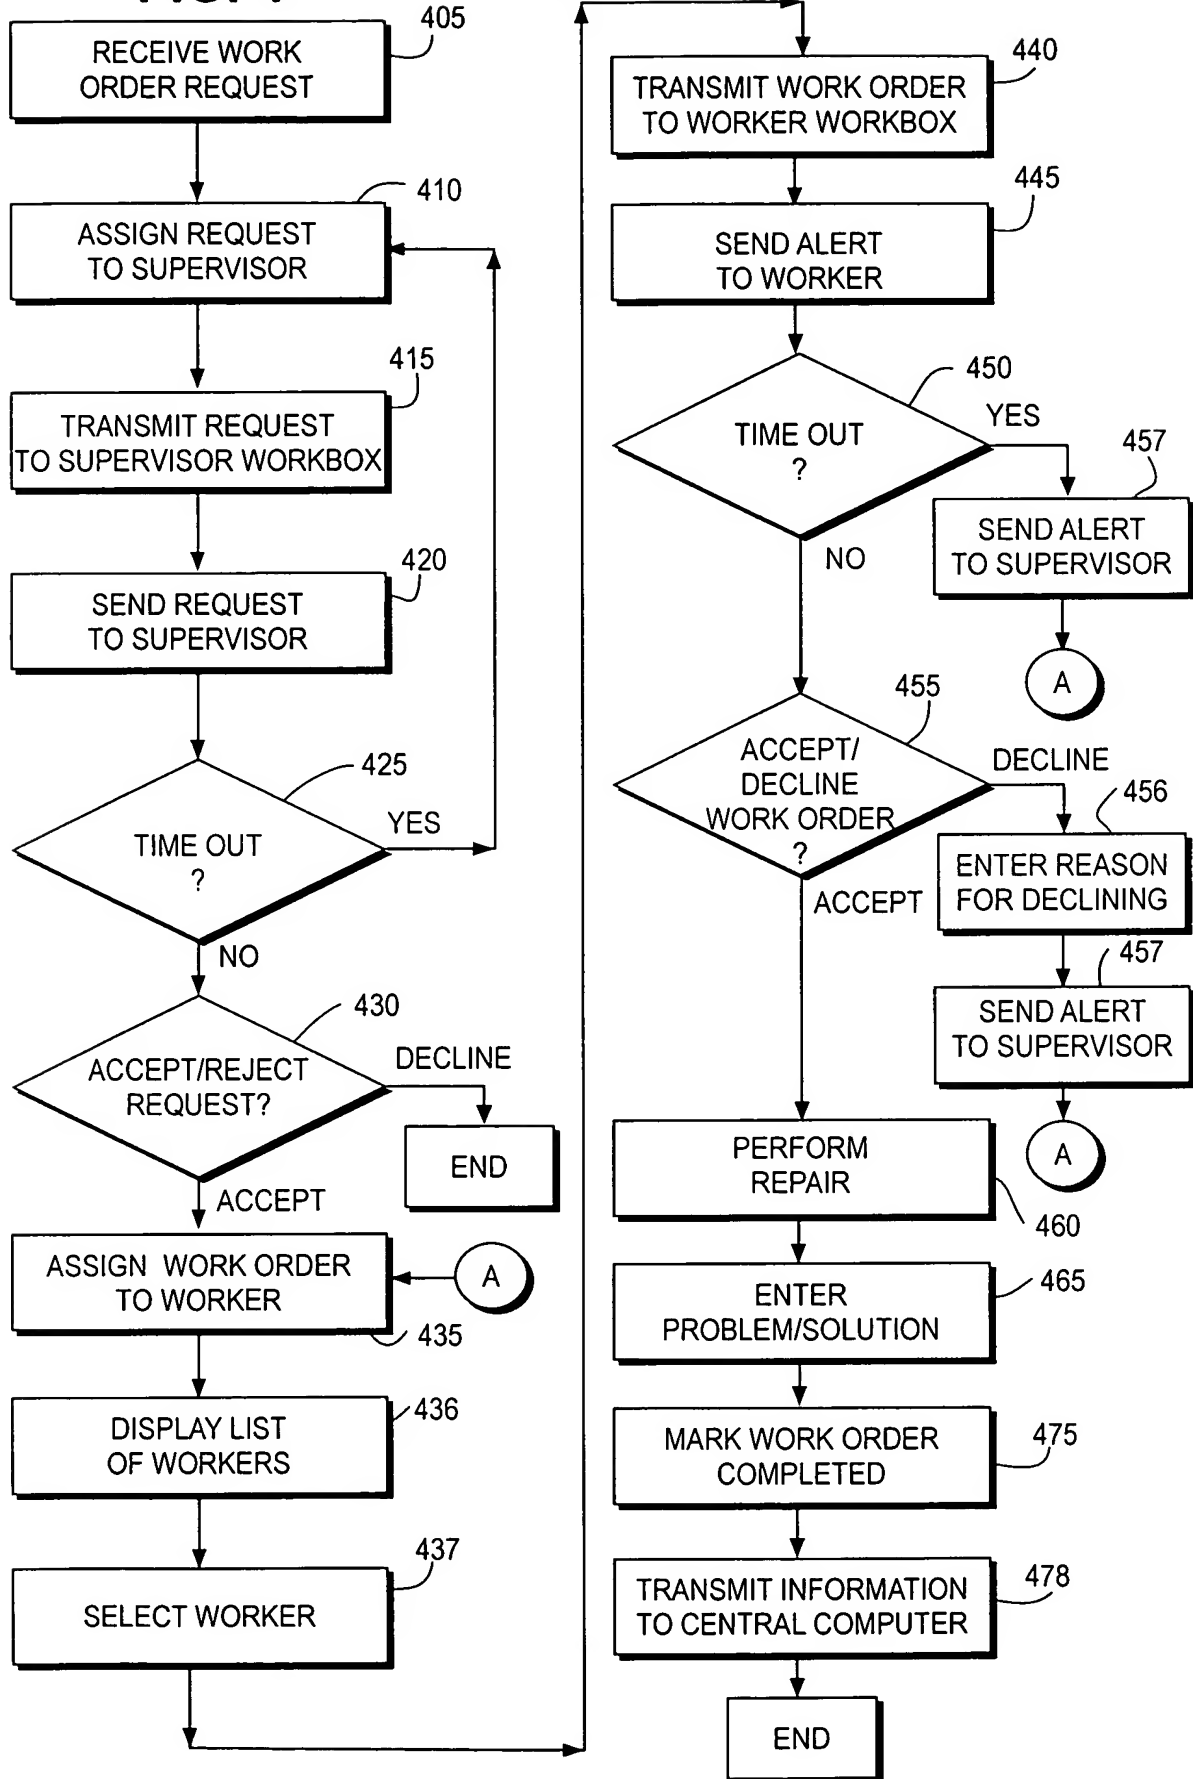 405
RECEIVE WORK
ORDER REQUEST
410
ASSIGN REQUEST
TO SUPERVISOR
415
TRANSMIT REQUEST
TO SUPERVISOR WORKBOX
420
SEND REQUEST
TO SUPERVISOR
425
TIME OUT
?
YES
NO
430
ACCEPT/REJECT
REQUEST?
DECLINE
END
ACCEPT
ASSIGN WORK ORDER
TO WORKER
A
435
DISPLAY LIST
OF WORKERS
436
437
SELECT WORKER
440
TRANSMIT WORK ORDER
TO WORKER WORKBOX
445
SEND ALERT
TO WORKER
450
TIME OUT
?
YES
457
SEND ALERT
TO SUPERVISOR
A
NO
455
ACCEPT/
DECLINE
WORK ORDER
?
DECLINE
456
ENTER REASON
FOR DECLINING
457
SEND ALERT
TO SUPERVISOR
A
ACCEPT
PERFORM
REPAIR
460
ENTER
PROBLEM/SOLUTION
465
MARK WORK ORDER
COMPLETED
475
TRANSMIT INFORMATION
TO CENTRAL COMPUTER
478
END